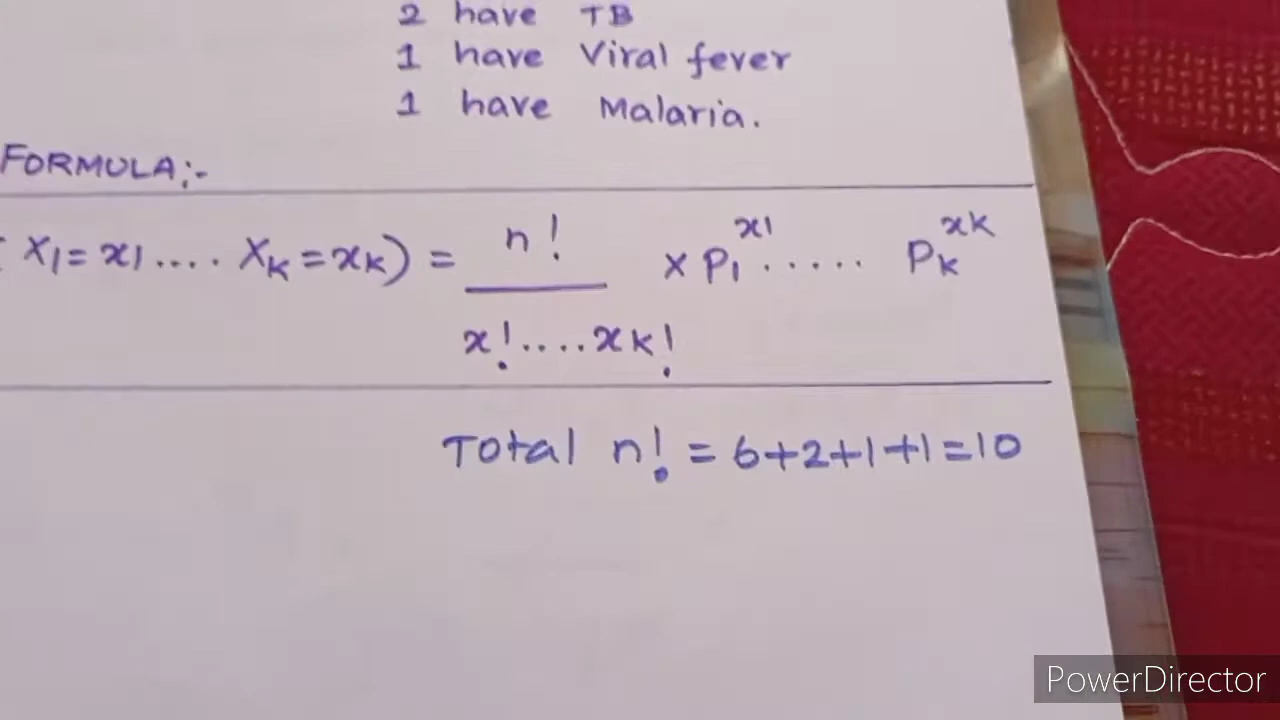 2 have TB
1 have Viral fever
1 have Malaria.
FORMULA:-
X1 = x1 .... Xk = xk) = n! / x! .... xk! x P1^x1 ..... Pk^xk
Total n! = 6+2+1+1=10
PowerDirector